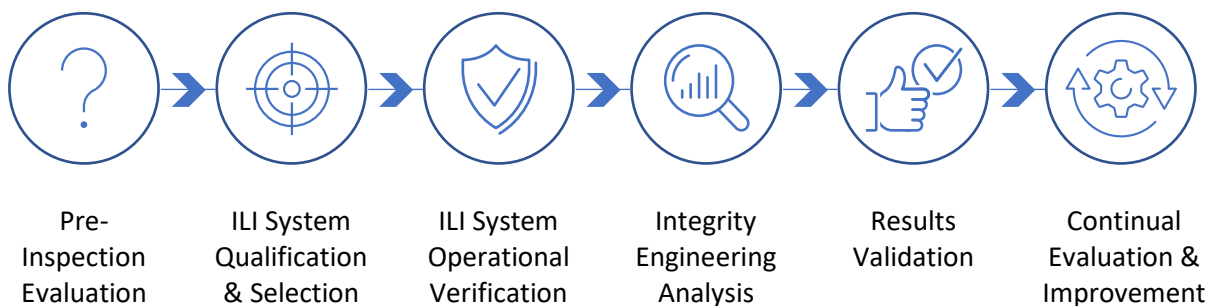 Pre-
Inspection
Evaluation
ILI System
Qualification
& Selection
ILI System
Operational
Verification
Integrity
Engineering
Analysis
Results
Validation
Continual
Evaluation &
Improvement